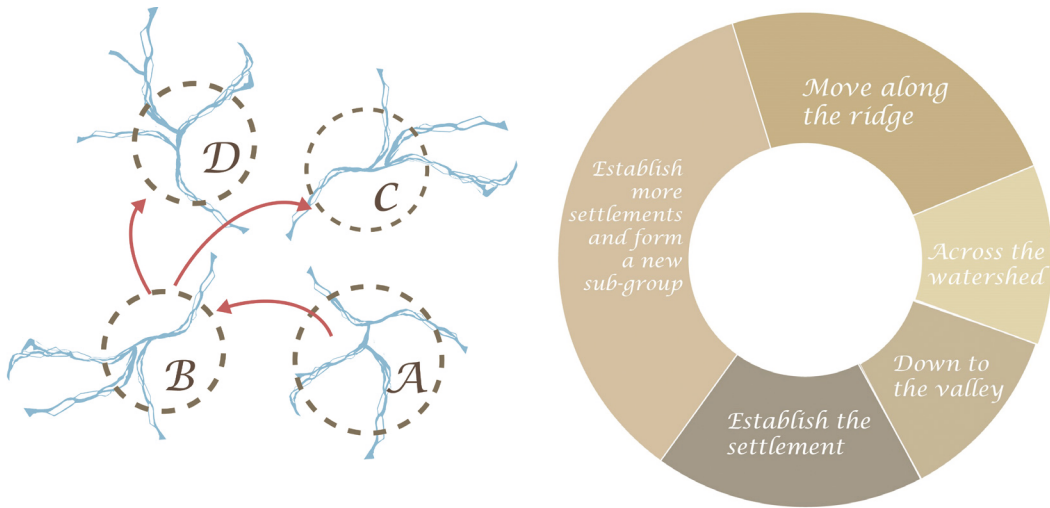 D
C
B
A
Move along
the ridge
Across the
watershed
Down to
the valley
Establish the
settlement
Establish
more
settlements
and form
a new
sub-group